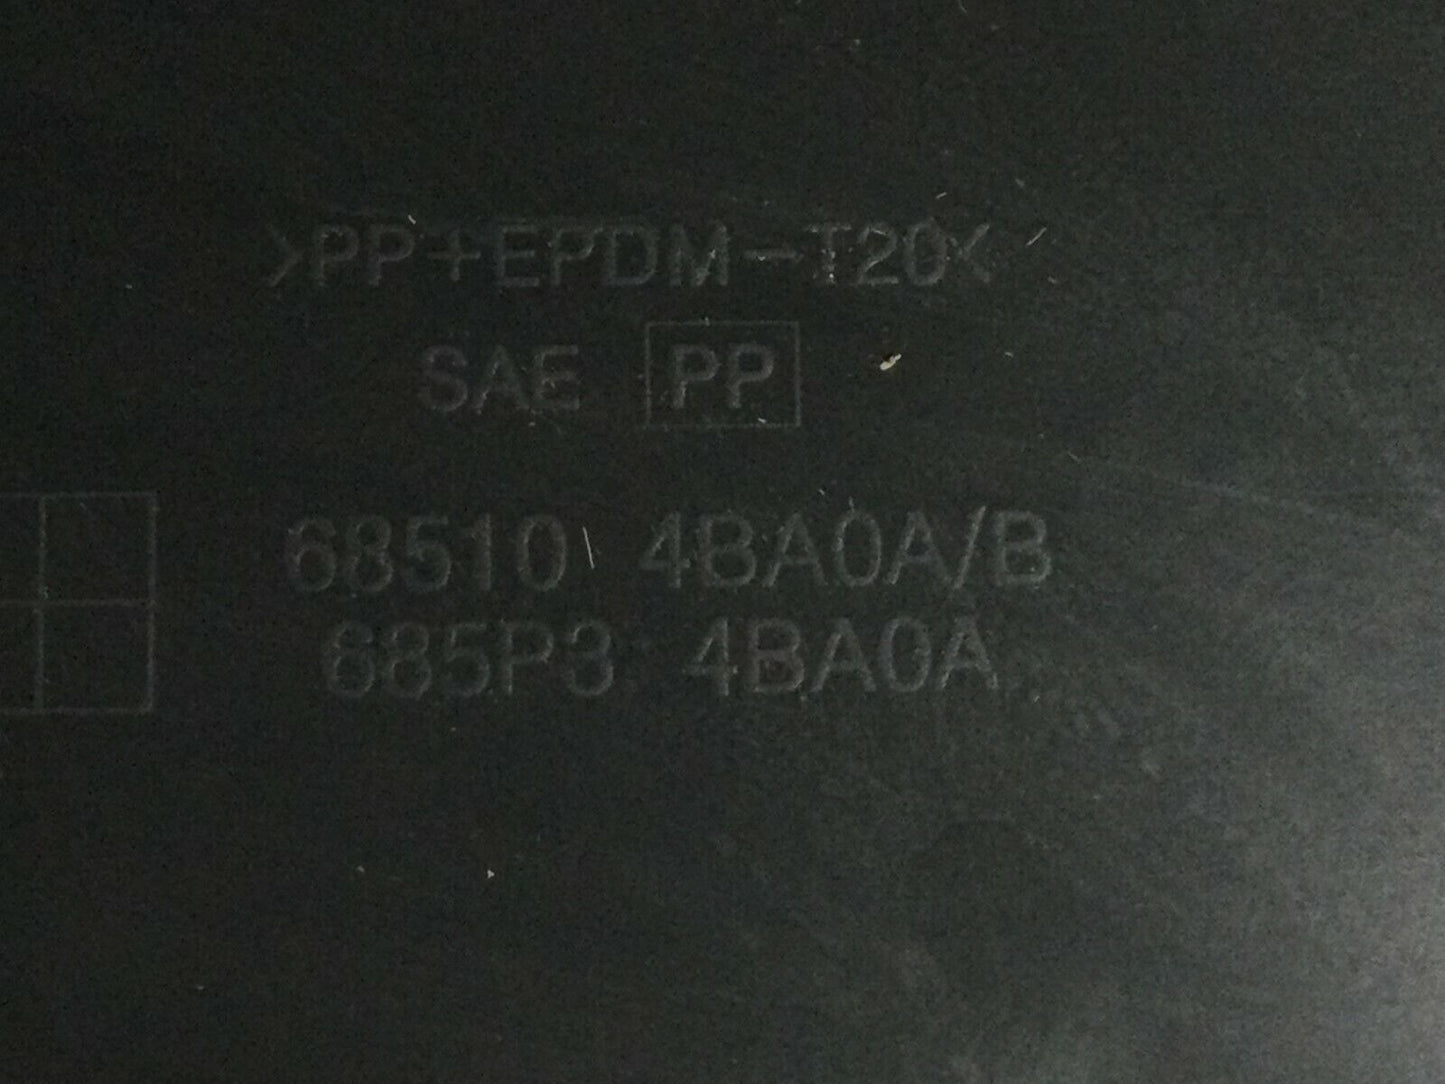 >PP+EPDM-T20<
SAE PP
68510 4BA0A/B
685P3 4BA0A